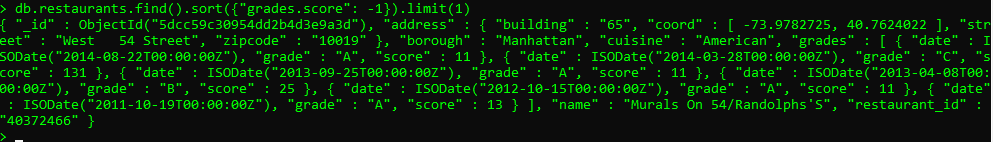 > db.restaurants.find().sort({"grades.score": -1}).limit(1)
{ "_id" : ObjectId("5dcc59c30954dd2b4d3e9a3d"), "address" : { "building" : "65", "coord" : [ -73.9782725, 40.7624022 ], "str
eet" : "West   54 Street", "zipcode" : "10019" }, "borough" : "Manhattan", "cuisine" : "American", "grades" : [ { "date" : I
SODate("2014-08-22T00:00:00Z"), "grade" : "A", "score" : 11 }, { "date" : ISODate("2014-03-28T00:00:00Z"), "grade" : "C", "s
core" : 131 }, { "date" : ISODate("2013-09-25T00:00:00Z"), "grade" : "A", "score" : 11 }, { "date" : ISODate("2013-04-08T00:
00:00Z"), "grade" : "B", "score" : 25 }, { "date" : ISODate("2012-10-15T00:00:00Z"), "grade" : "A", "score" : 11 }, { "date"
 : ISODate("2011-10-19T00:00:00Z"), "grade" : "A", "score" : 13 } ], "name" : "Murals On 54/Randolphs'S", "restaurant_id" :
"40372466" }
>